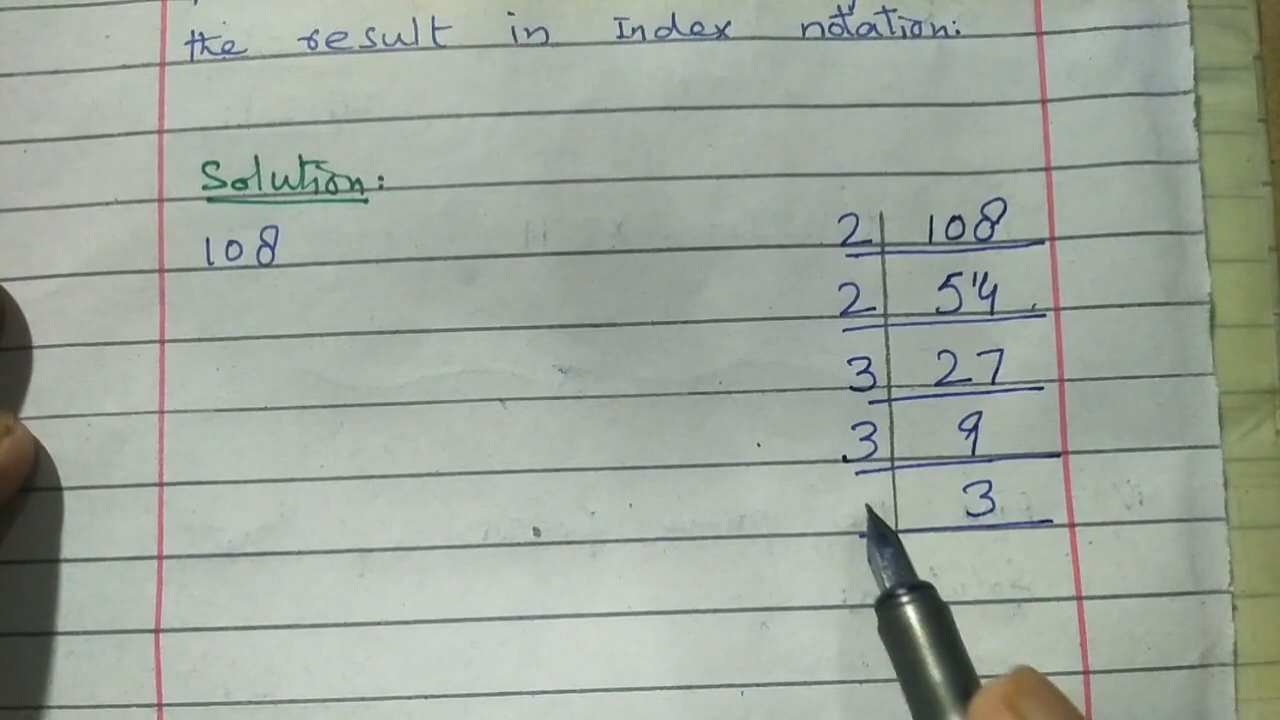 the result in Index notation:
Solution:
108
2 | 108
2 | 54
3 | 27
3 | 9
3